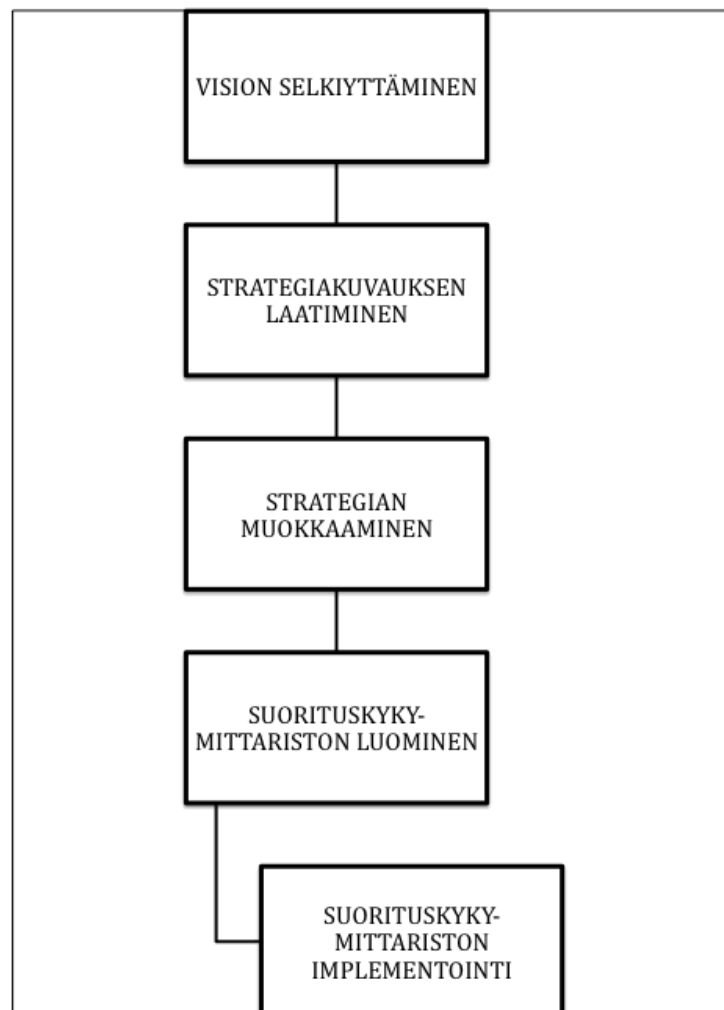 VISION SELKIYTTÄMINEN
STRATEGIAKUVAUKSEN
LAATIMINEN
STRATEGIAN
MUOKKAAMINEN
SUORITUSKYKY-
MITTARISTON LUOMINEN
SUORITUSKYKY-
MITTARISTON
IMPLEMENTOINTI